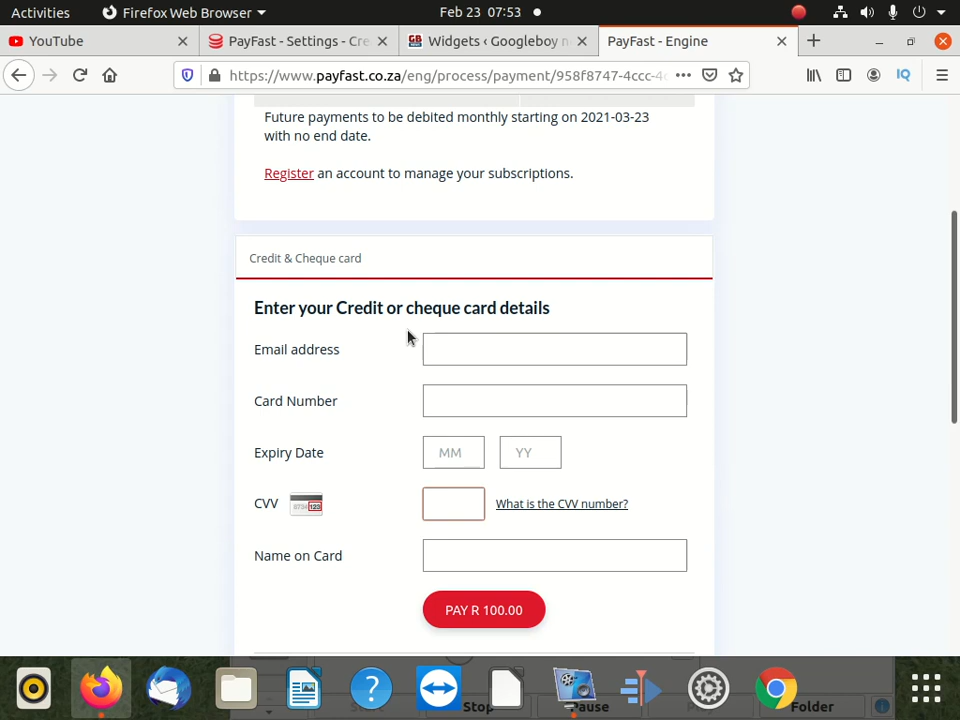 Activities
Firefox Web Browser
Feb 23 07:53
YouTube
PayFast - Settings - Cre
GB
Widgets ‹ Googleboy n
PayFast - Engine
https://www.payfast.co.za/eng/process/payment/958f8747-4ccc-4
IQ
Future payments to be debited monthly starting on 2021-03-23
with no end date.
Register an account to manage your subscriptions.
Credit & Cheque card
Enter your Credit or cheque card details
Email address
Card Number
Expiry Date
MM
YY
CVV
123
What is the CVV number?
Name on Card
PAY R 100.00
?
Stop
Pause
Folder